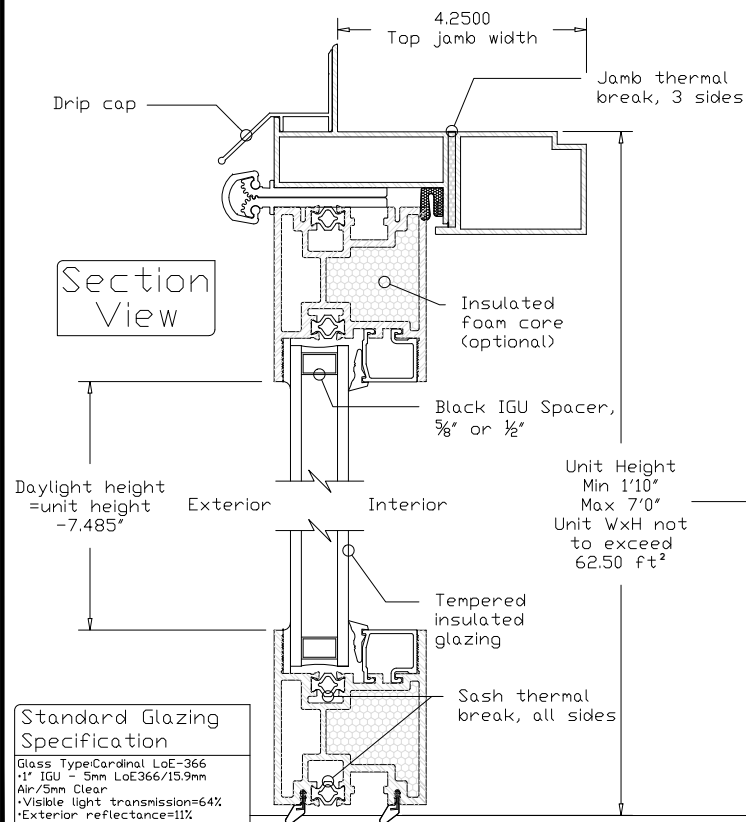 4.2500
Top jamb width
Jamb thermal
break, 3 sides
Drip cap
Section
View
Insulated
foam core
(optional)
Black IGU Spacer,
⅝" or ½"
Daylight height
=unit height
-7.485"
Exterior
Interior
Unit Height
Min 1'10"
Max 7'0"
Unit WxH not
to exceed
62.50 ft²
Tempered
insulated
glazing
Sash thermal
break, all sides
Standard Glazing
Specification
Glass Type:Cardinal LoE-366
•1" IGU - 5mm LoE366/15.9mm
Air/5mm Clear
•Visible light transmission=64%
•Exterior reflectance=11%